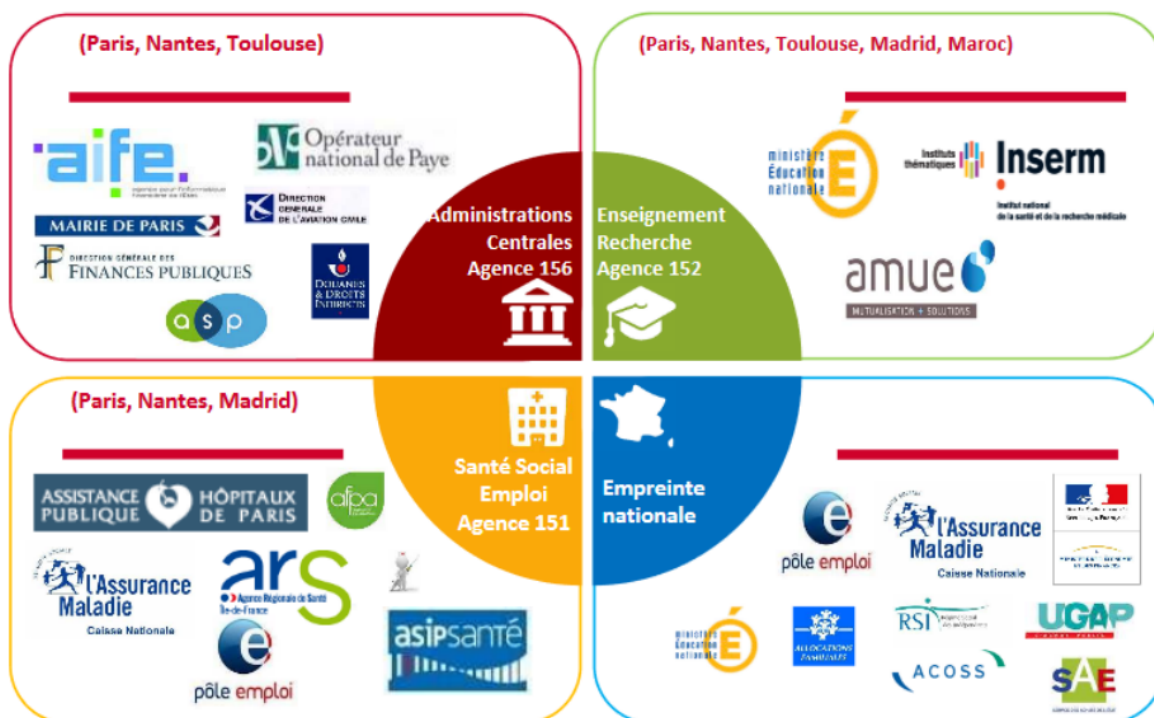 (Paris, Nantes, Toulouse)
aife.
Opérateur
national de Paye
MAIRIE DE PARIS
DIRECTION
GENERALE
DE L'AVIATION CIVILE
DIRECTION GÉNÉRALE DES
FINANCES PUBLIQUES
DOUANES
& DROITS
INDIRECTS
asp
Administrations
Centrales
Agence 156
(Paris, Nantes, Toulouse, Madrid, Maroc)
Enseignement
Recherche
Agence 152
ministère
Éducation
nationale
É
Instituts
thématiques
Inserm
Institut national
de la santé et de la recherche médicale
amue
MUTUALISATION + SOLUTIONS
(Paris, Nantes, Madrid)
Santé Social
Emploi
Agence 151
ASSISTANCE
PUBLIQUE
HÔPITAUX
DE PARIS
afpa
l'Assurance
Maladie
Caisse Nationale
ars
Agence Régionale de Santé
Île-de-France
pôle emploi
asipsanté
Empreinte
nationale
pôle emploi
l'Assurance
Maladie
Caisse Nationale
ministère
Éducation
nationale
É
ALLOCATIONS
FAMILIALES
RSI
UGAP
ACOSS
SAE